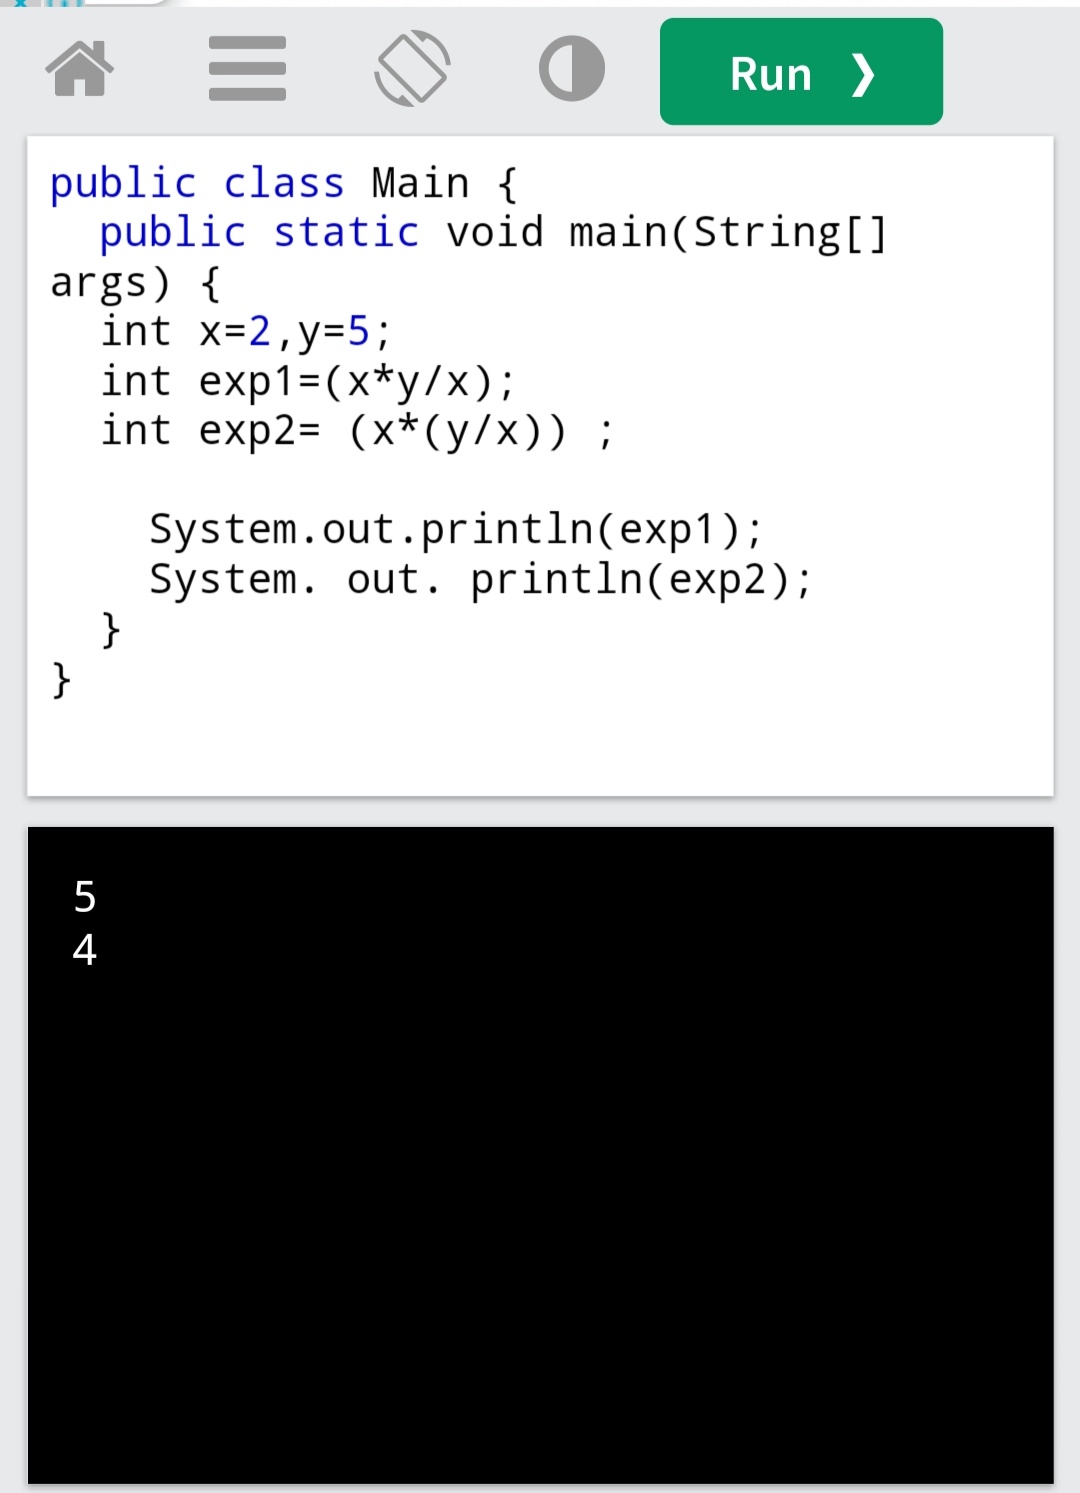 Run ❯
public class Main {
  public static void main(String[]
args) {
  int x=2,y=5;
  int exp1=(x*y/x);
  int exp2= (x*(y/x)) ;

    System.out.println(exp1);
    System. out. println(exp2);
  }
}
5
4